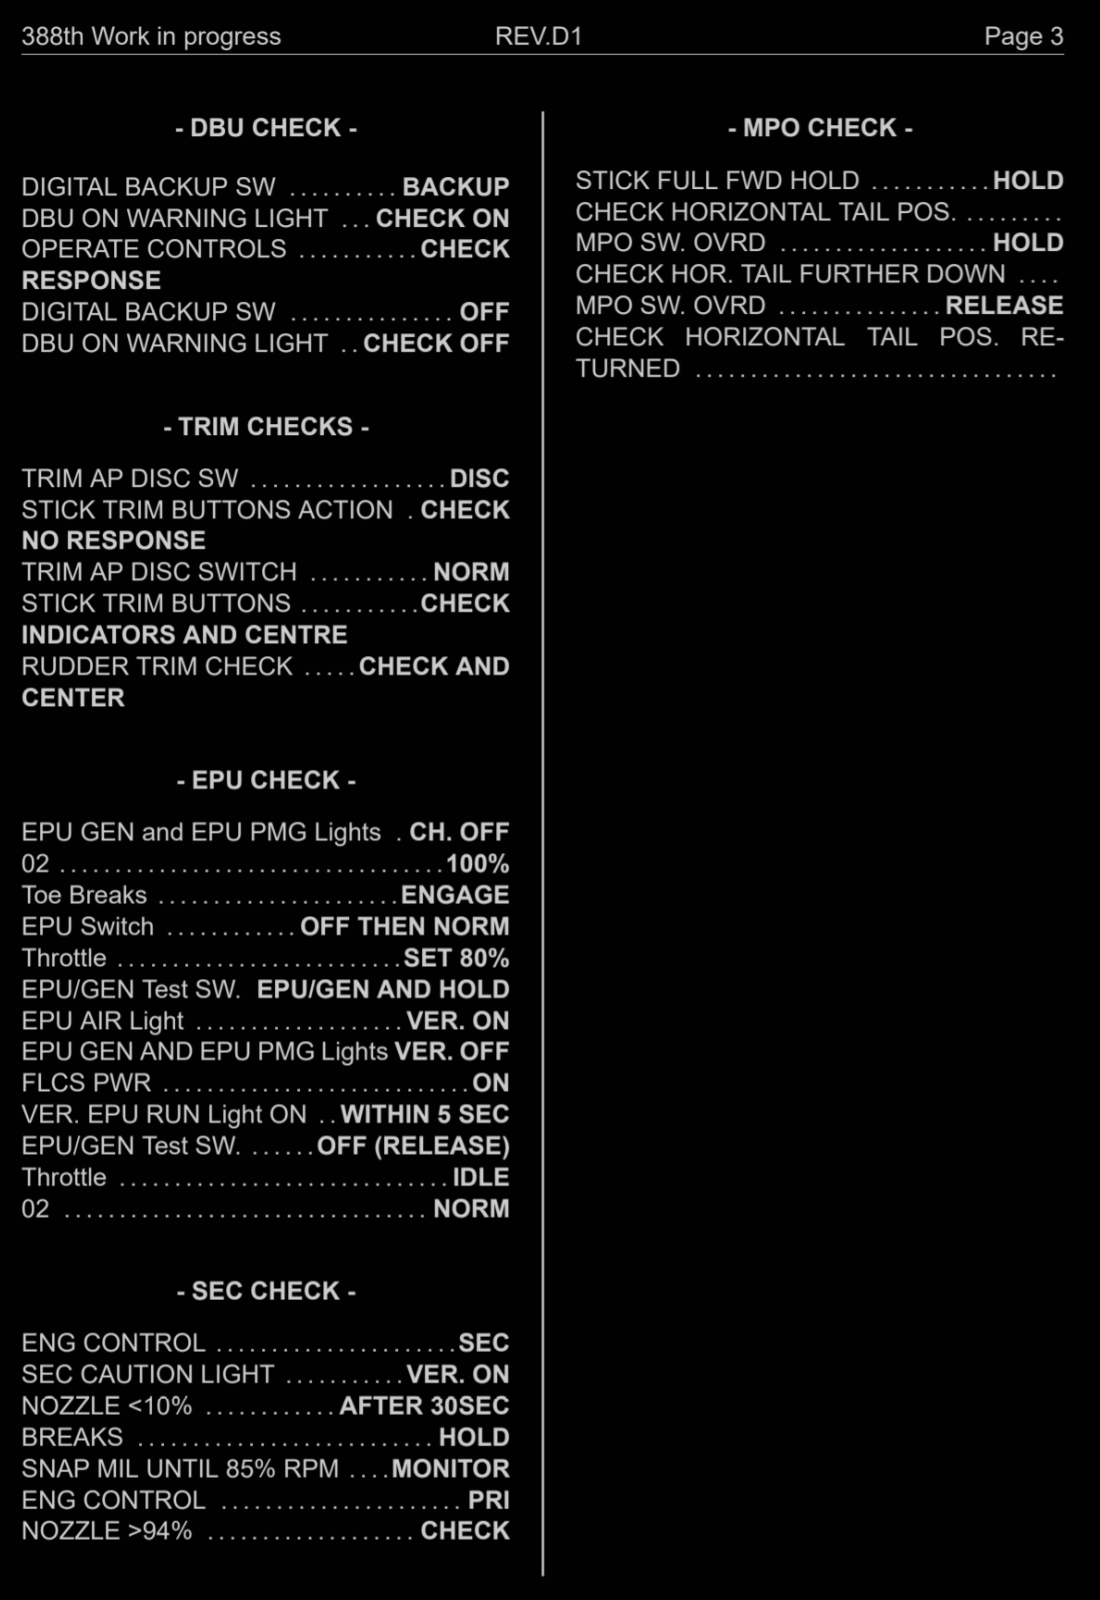 388th Work in progress REV.D1 Page 3
- DBU CHECK -
DIGITAL BACKUP SW .......... BACKUP
DBU ON WARNING LIGHT ... CHECK ON
OPERATE CONTROLS ........... CHECK
RESPONSE
DIGITAL BACKUP SW ............... OFF
DBU ON WARNING LIGHT .. CHECK OFF
- TRIM CHECKS -
TRIM AP DISC SW .................. DISC
STICK TRIM BUTTONS ACTION . CHECK
NO RESPONSE
TRIM AP DISC SWITCH ........... NORM
STICK TRIM BUTTONS ........... CHECK
INDICATORS AND CENTRE
RUDDER TRIM CHECK ..... CHECK AND
CENTER
- EPU CHECK -
EPU GEN and EPU PMG Lights . CH. OFF
02 ................................... 100%
Toe Breaks ...................... ENGAGE
EPU Switch ............ OFF THEN NORM
Throttle .......................... SET 80%
EPU/GEN Test SW. EPU/GEN AND HOLD
EPU AIR Light ................... VER. ON
EPU GEN AND EPU PMG Lights VER. OFF
FLCS PWR ............................ ON
VER. EPU RUN Light ON .. WITHIN 5 SEC
EPU/GEN Test SW. ...... OFF (RELEASE)
Throttle .............................. IDLE
02 ................................. NORM
- SEC CHECK -
ENG CONTROL ...................... SEC
SEC CAUTION LIGHT ........... VER. ON
NOZZLE <10% ............ AFTER 30SEC
BREAKS ........................... HOLD
SNAP MIL UNTIL 85% RPM .... MONITOR
ENG CONTROL ...................... PRI
NOZZLE >94% ................... CHECK
- MPO CHECK -
STICK FULL FWD HOLD ........... HOLD
CHECK HORIZONTAL TAIL POS. .........
MPO SW. OVRD ................... HOLD
CHECK HOR. TAIL FURTHER DOWN ....
MPO SW. OVRD ............... RELEASE
CHECK HORIZONTAL TAIL POS. RE-
TURNED .................................